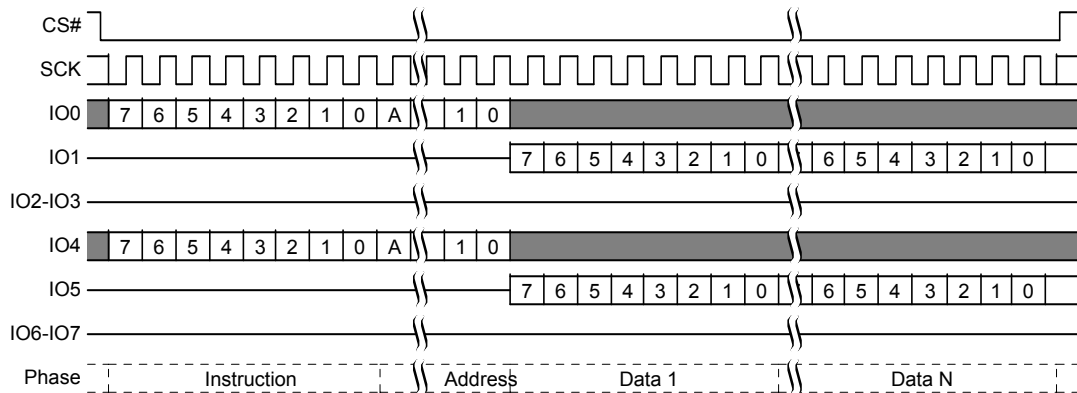 CS#
SCK
IO0 7 6 5 4 3 2 1 0 A 1 0
IO1 7 6 5 4 3 2 1 0 6 5 4 3 2 1 0
IO2-IO3
IO4 7 6 5 4 3 2 1 0 A 1 0
IO5 7 6 5 4 3 2 1 0 6 5 4 3 2 1 0
IO6-IO7
Phase Instruction Address Data 1 Data N